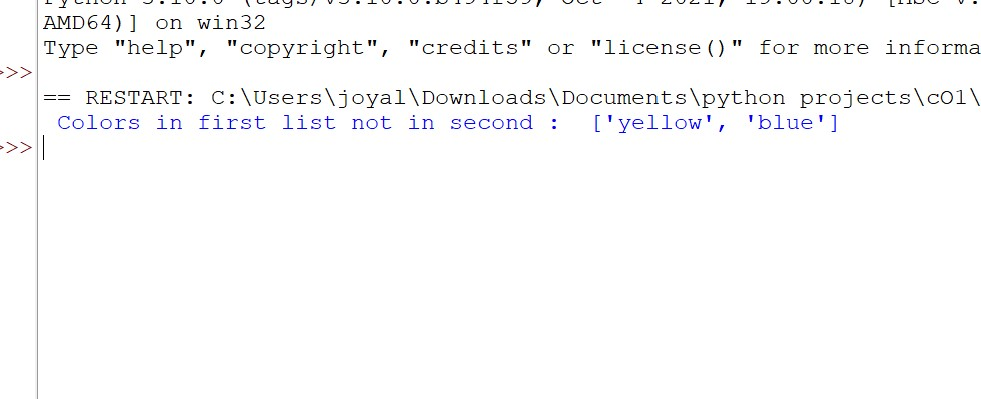 AMD64)] on win32
Type "help", "copyright", "credits" or "license()" for more informa
>>>
== RESTART: C:\Users\joyal\Downloads\Documents\python projects\cO1\
Colors in first list not in second :  ['yellow', 'blue']
>>>